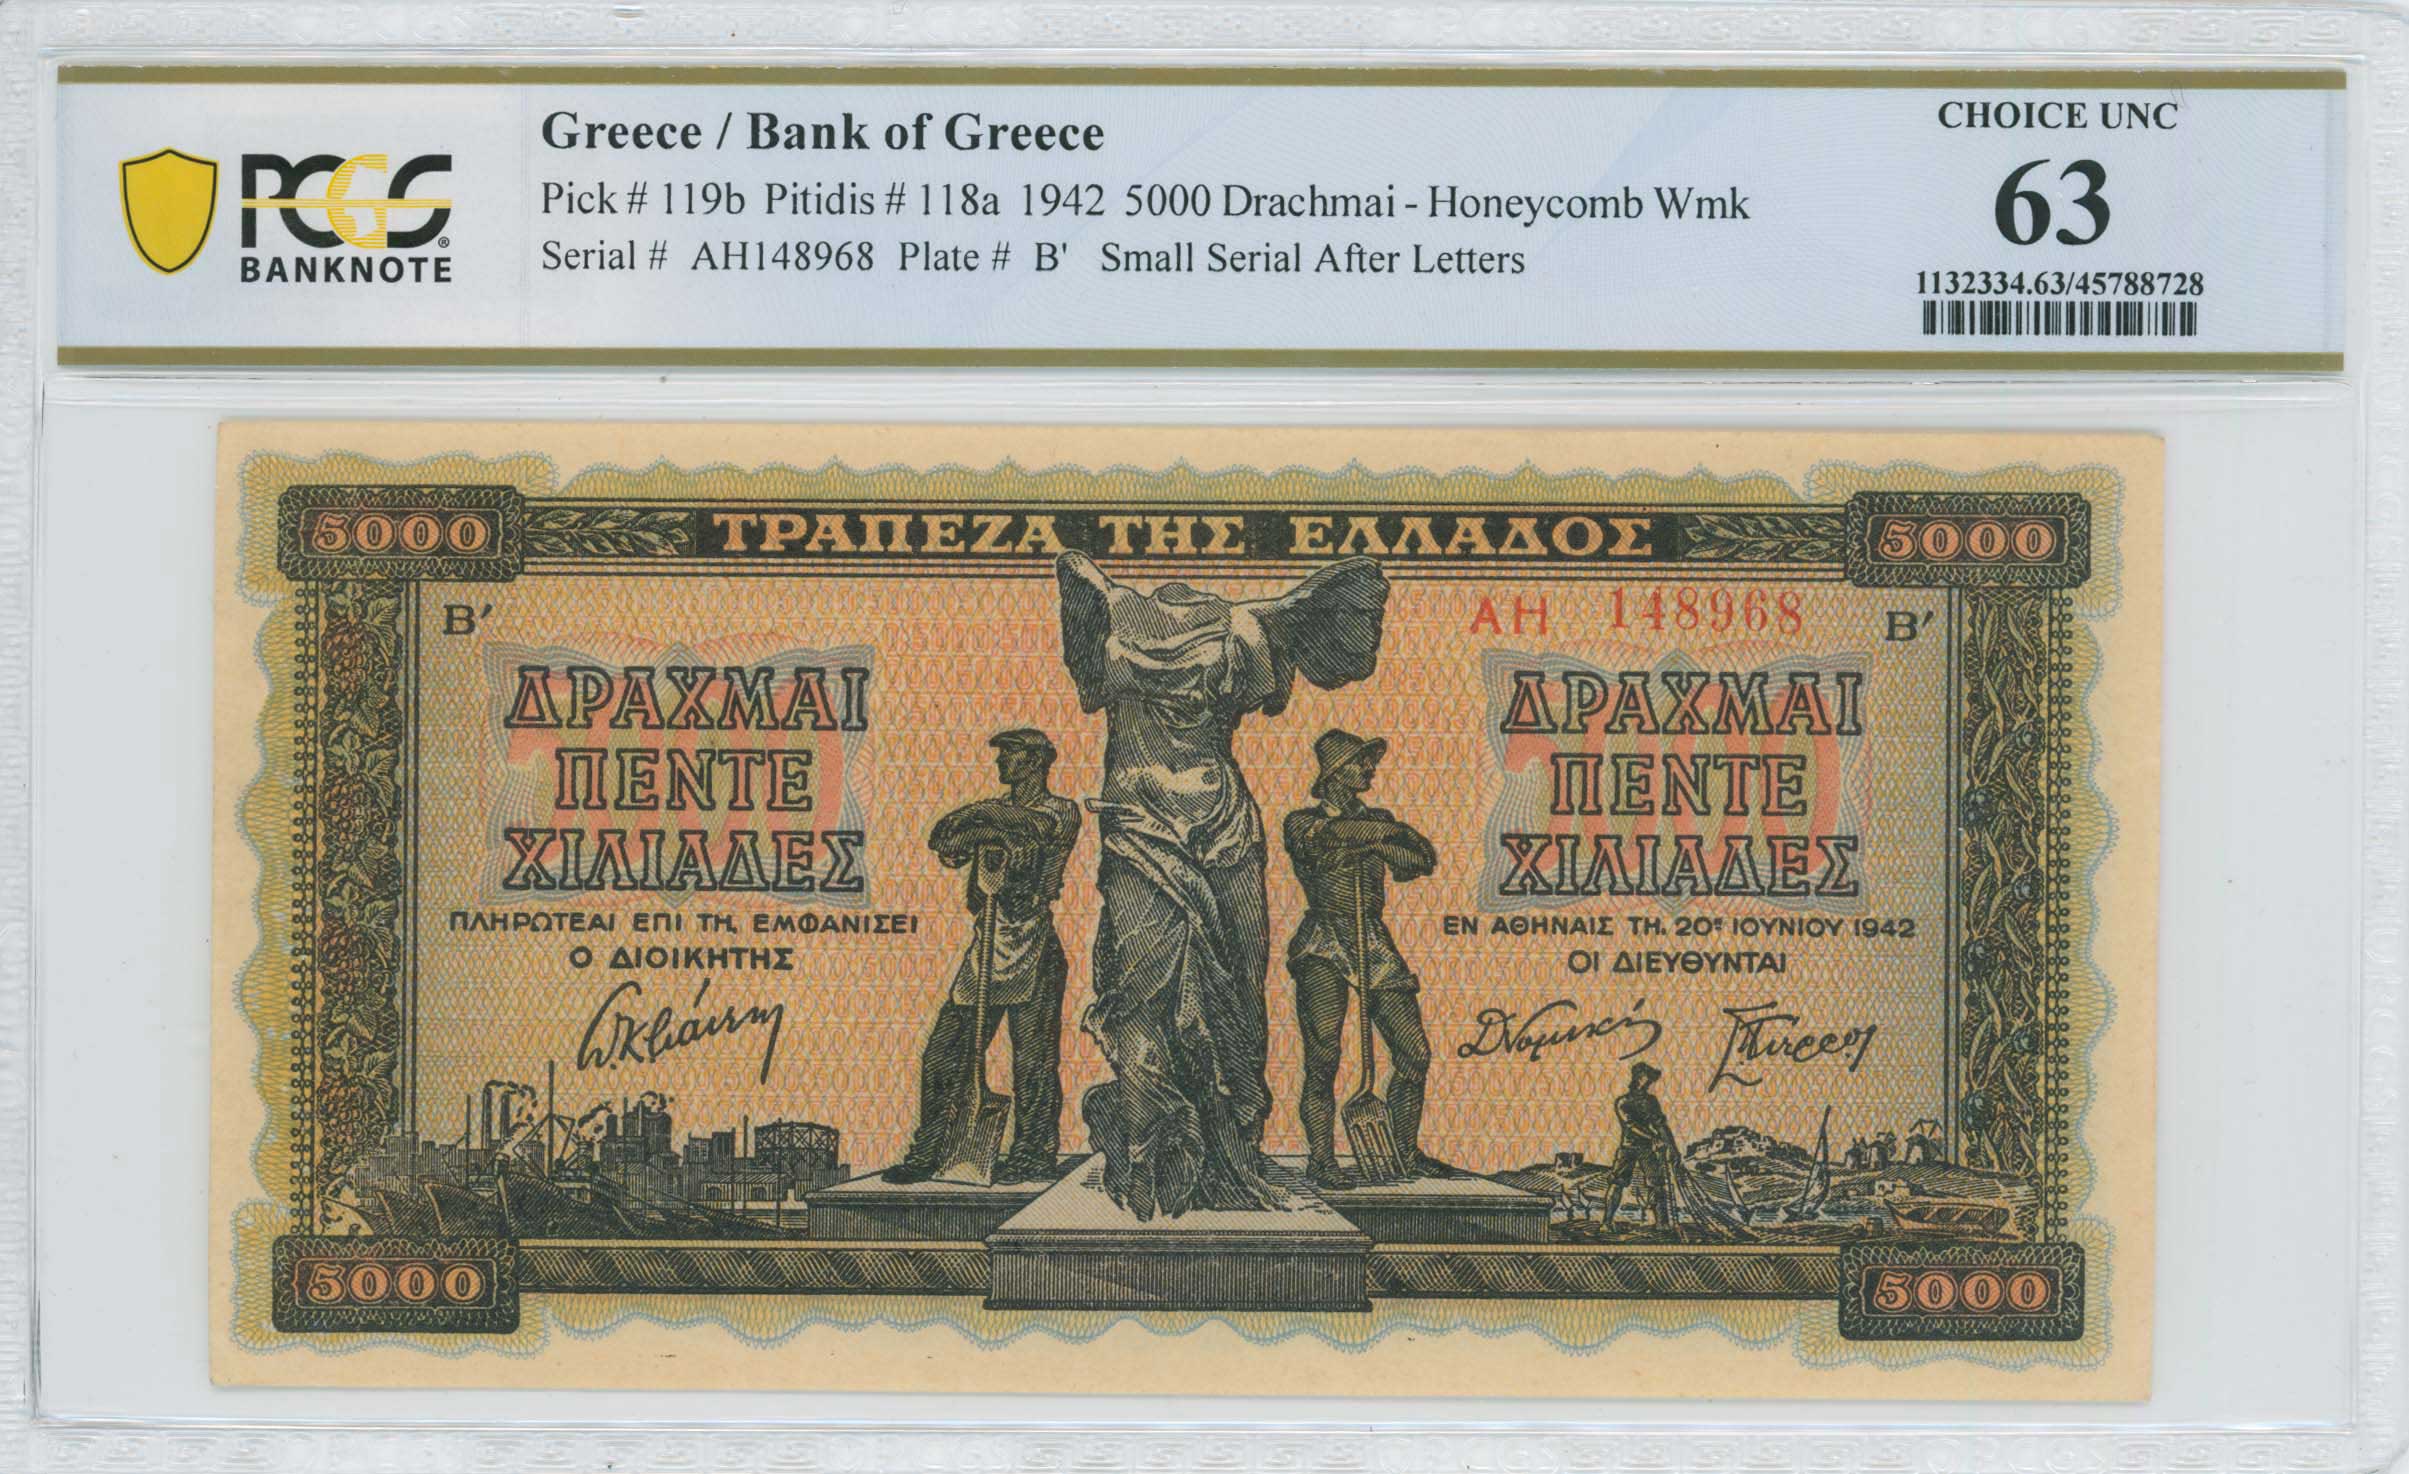 PCGS
BANKNOTE
Greece / Bank of Greece
Pick # 119b Pitidis # 118a 1942 5000 Drachmai - Honeycomb Wmk
Serial # AH148968 Plate # B' Small Serial After Letters
CHOICE UNC
63
1132334.63/45788728
5000 ΤΡΑΠΕΖΑ ΤΗΣ ΕΛΛΑΔΟΣ 5000
Β′ ΑΗ 148968 Β′
ΔΡΑΧΜΑΙ
ΠΕΝΤΕ
ΧΙΛΙΑΔΕΣ
ΠΛΗΡΩΤΕΑΙ ΕΠΙ ΤΗ, ΕΜΦΑΝΙΣΕΙ
Ο ΔΙΟΙΚΗΤΗΣ
ΔΡΑΧΜΑΙ
ΠΕΝΤΕ
ΧΙΛΙΑΔΕΣ
ΕΝ ΑΘΗΝΑΙΣ ΤΗ, 20ῇ ΙΟΥΝΙΟΥ 1942
ΟΙ ΔΙΕΥΘΥΝΤΑΙ
5000 5000